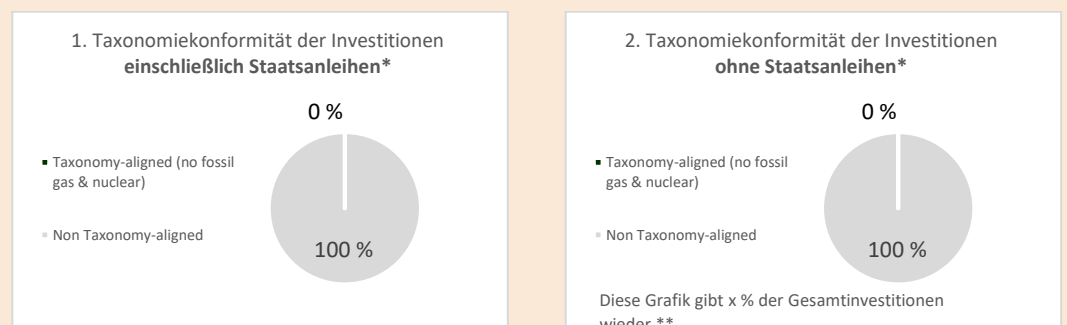 1. Taxonomiekonformität der Investitionen
einschließlich Staatsanleihen*
0 %
Taxonomy-aligned (no fossil
gas & nuclear)
Non Taxonomy-aligned
100 %
2. Taxonomiekonformität der Investitionen
ohne Staatsanleihen*
0 %
Taxonomy-aligned (no fossil
gas & nuclear)
Non Taxonomy-aligned
100 %
Diese Grafik gibt x % der Gesamtinvestitionen
wieder.**